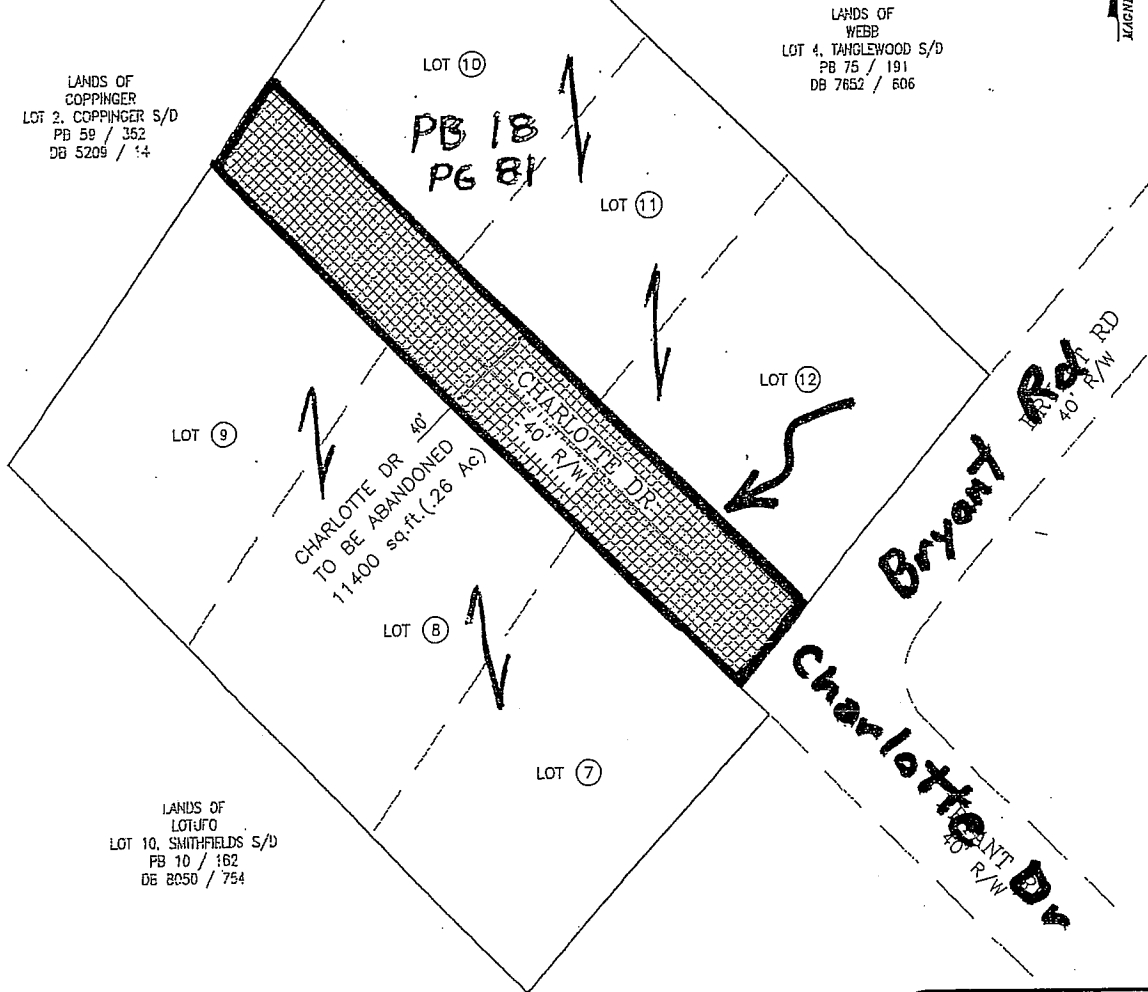 LANDS OF
COPPINGER
LOT 2, COPPINGER S/D
PB 59 / 352
DB 5209 / 14
LOT 10
PB 18
PG 81
LANDS OF
WEBB
LOT 4, TANGLEWOOD S/D
PB 75 / 191
DB 7652 / 606
LOT 11
LOT 12
RD
40' R/W
Bryant Rd
LOT 9
CHARLOTTE DR
40' R/W
CHARLOTTE DR 40'
TO BE ABANDONED
11400 sq.ft.(.26 Ac)
LOT 8
LOT 7
Charlotte Dr
40' R/W
LANDS OF
LOTUFO
LOT 10, SMITHFIELDS S/D
PB 10 / 162
DB 8050 / 754